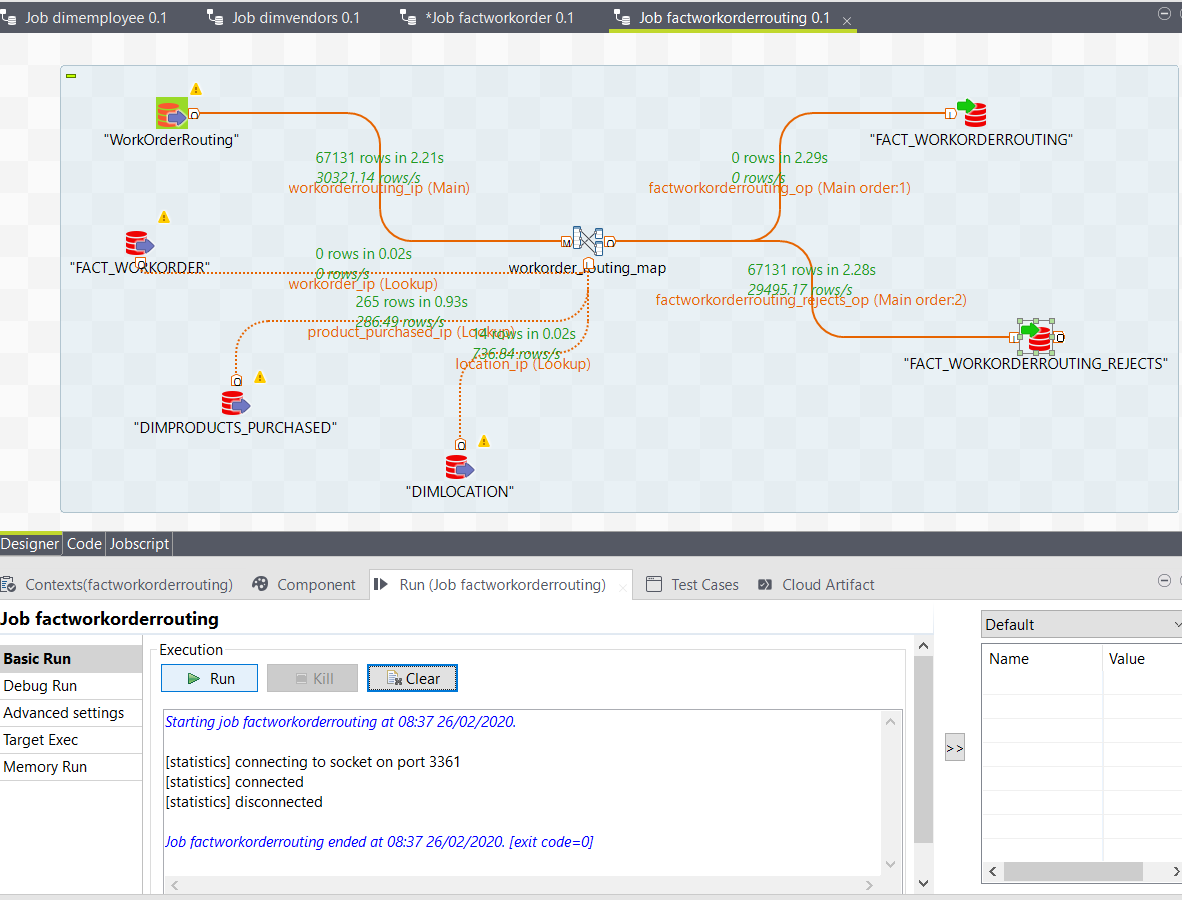 Job dimemployee 0.1
Job dimvendors 0.1
*Job factworkorder 0.1
Job factworkorderrouting 0.1
"WorkOrderRouting"
"FACT_WORKORDERROUTING"
67131 rows in 2.21s
30321.14 rows/s
workorderrouting_ip (Main)
0 rows in 2.29s
0 rows/s
factworkorderrouting_op (Main order:1)
"FACT_WORKORDER"
0 rows in 0.02s
0 rows/s
workorder_ip (Lookup)
workorder_routing_map
67131 rows in 2.28s
29495.17 rows/s
factworkorderrouting_rejects_op (Main order:2)
265 rows in 0.93s
286.49 rows/s
product_purchased_ip (Lookup)
14 rows in 0.02s
736.84 rows/s
location_ip (Lookup)
"FACT_WORKORDERROUTING_REJECTS"
"DIMPRODUCTS_PURCHASED"
"DIMLOCATION"
Designer
Code
Jobscript
Contexts(factworkorderrouting)
Component
Run (Job factworkorderrouting)
Test Cases
Cloud Artifact
Job factworkorderrouting
Basic Run
Debug Run
Advanced settings
Target Exec
Memory Run
Execution
Run
Kill
Clear
Starting job factworkorderrouting at 08:37 26/02/2020.
[statistics] connecting to socket on port 3361
[statistics] connected
[statistics] disconnected
Job factworkorderrouting ended at 08:37 26/02/2020. [exit code=0]
>>
Default
Name
Value